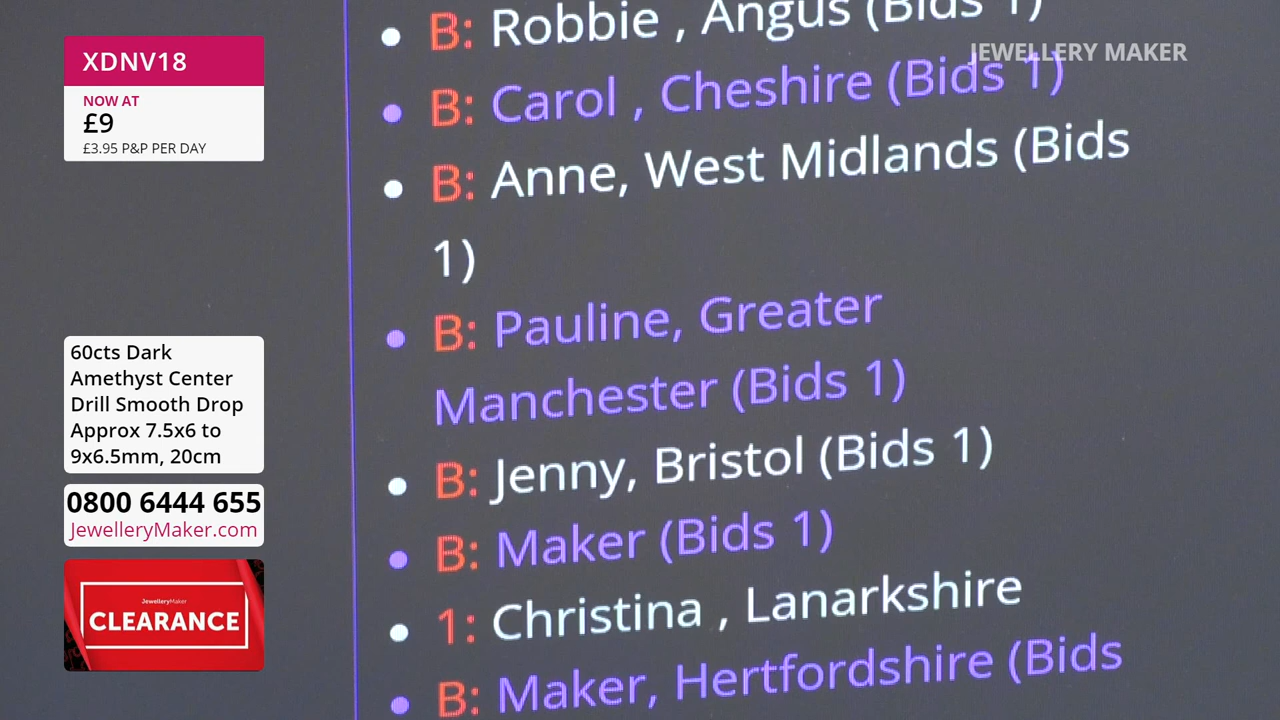 XDNV18
NOW AT
£9
£3.95 P&P PER DAY
60cts Dark
Amethyst Center
Drill Smooth Drop
Approx 7.5x6 to
9x6.5mm, 20cm
0800 6444 655
JewelleryMaker.com
JewelleryMaker
CLEARANCE
JEWELLERY MAKER
B: Robbie , Angus (Bids 1)
B: Carol , Cheshire (Bids 1)
B: Anne, West Midlands (Bids
1)
B: Pauline, Greater
Manchester (Bids 1)
B: Jenny, Bristol (Bids 1)
B: Maker (Bids 1)
1: Christina , Lanarkshire
B: Maker, Hertfordshire (Bids